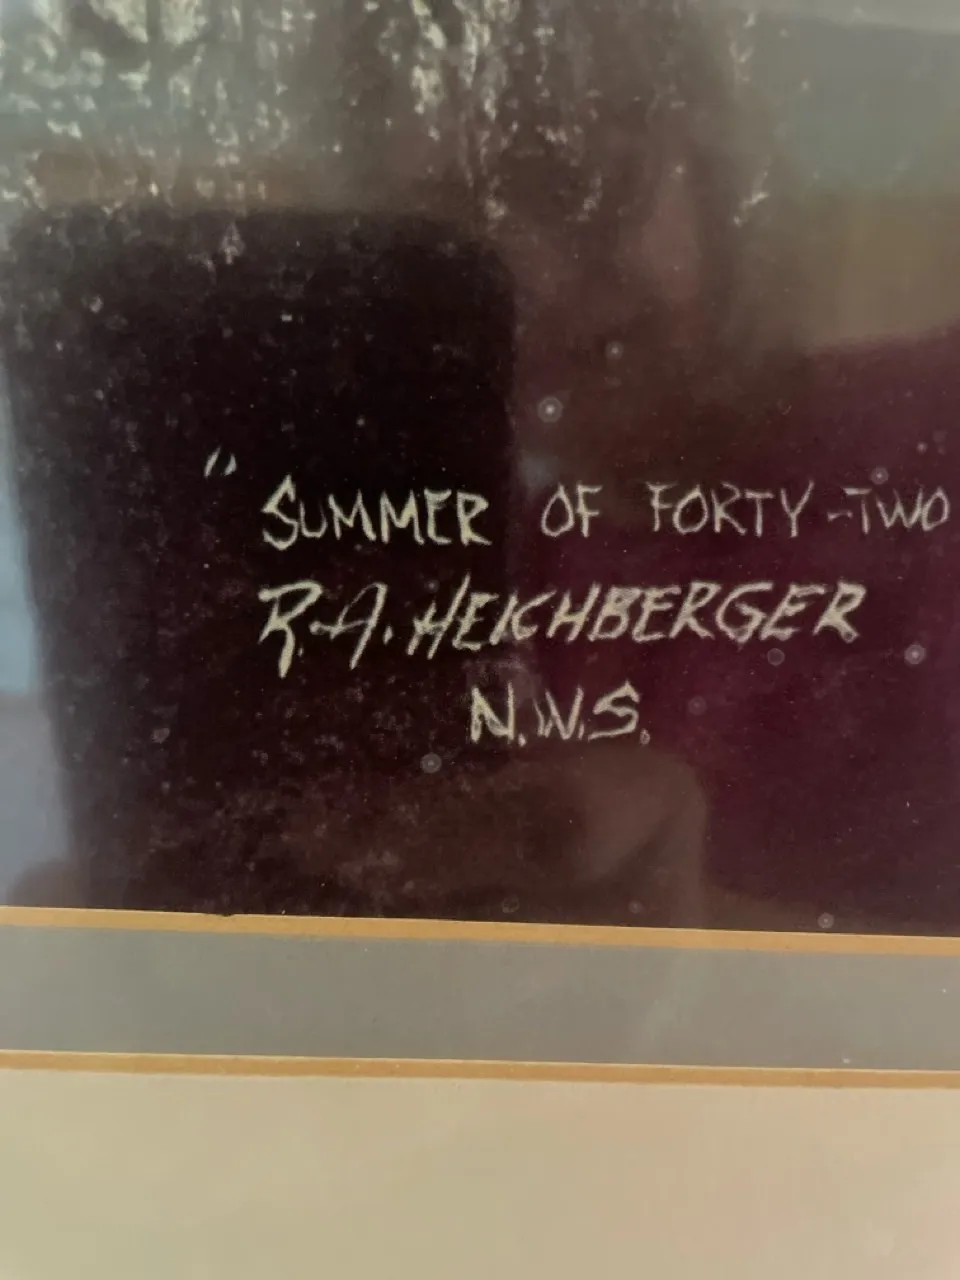 "SUMMER OF FORTY-TWO
R.A. HEICHBERGER
N.W.S.